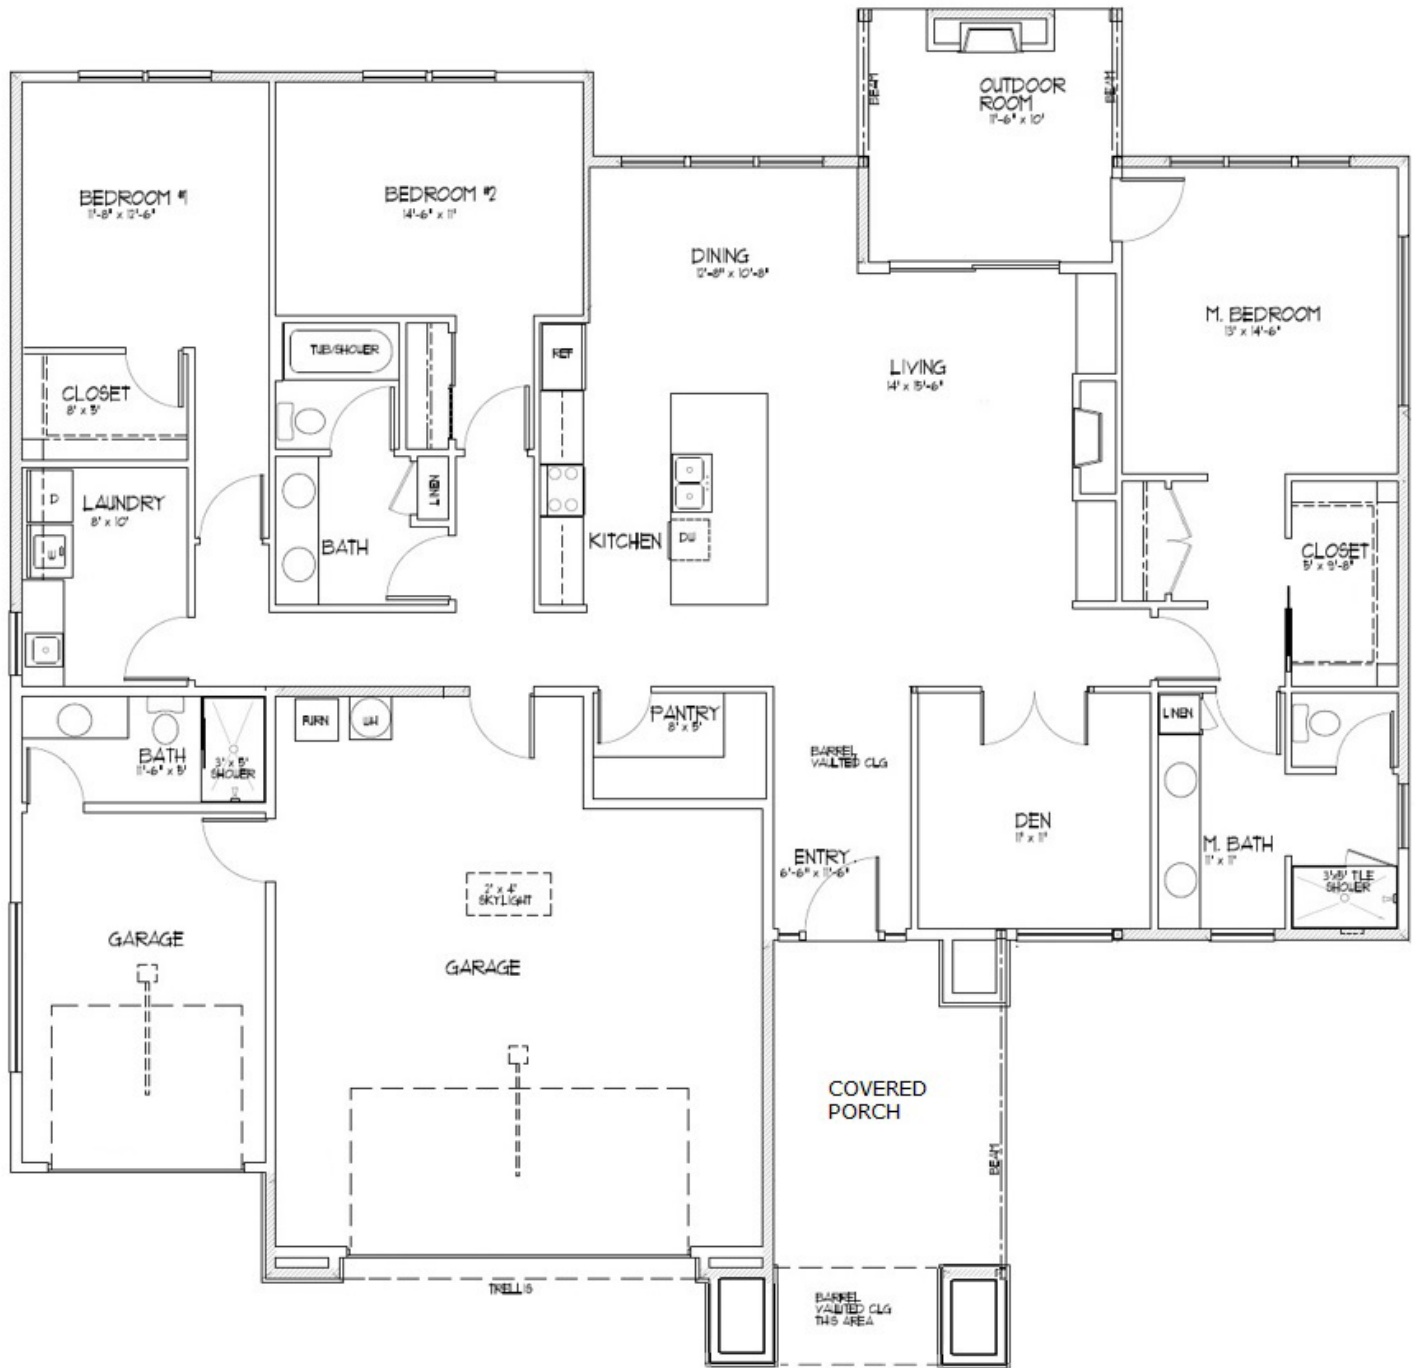 OUTDOOR
ROOM
11'-6" x 10'
BEAM
BEAM
BEDROOM #1
11'-8" x 12'-6"
BEDROOM #2
14'-6" x 11'
DINING
12'-8" x 10'-8"
M. BEDROOM
13' x 14'-6"
TUB/SHOWER
REF
LIVING
14' x 15'-6"
CLOSET
8' x 5'
LINEN
D
LAUNDRY
8' x 10'
W
BATH
KITCHEN
DW
CLOSET
5' x 9'-8"
FURN
WH
PANTRY
8' x 5'
LINEN
BATH
11'-6" x 5'
3' x 5'
SHOWER
BARREL
VAULTED CLG
DEN
11' x 11'
ENTRY
6'-6" x 11'-6"
M. BATH
11' x 11'
3'x5' TILE
SHOWER
2' x 4'
SKYLIGHT
GARAGE
GARAGE
COVERED
PORCH
BEAM
TRELLIS
BARREL
VAULTED CLG
THIS AREA